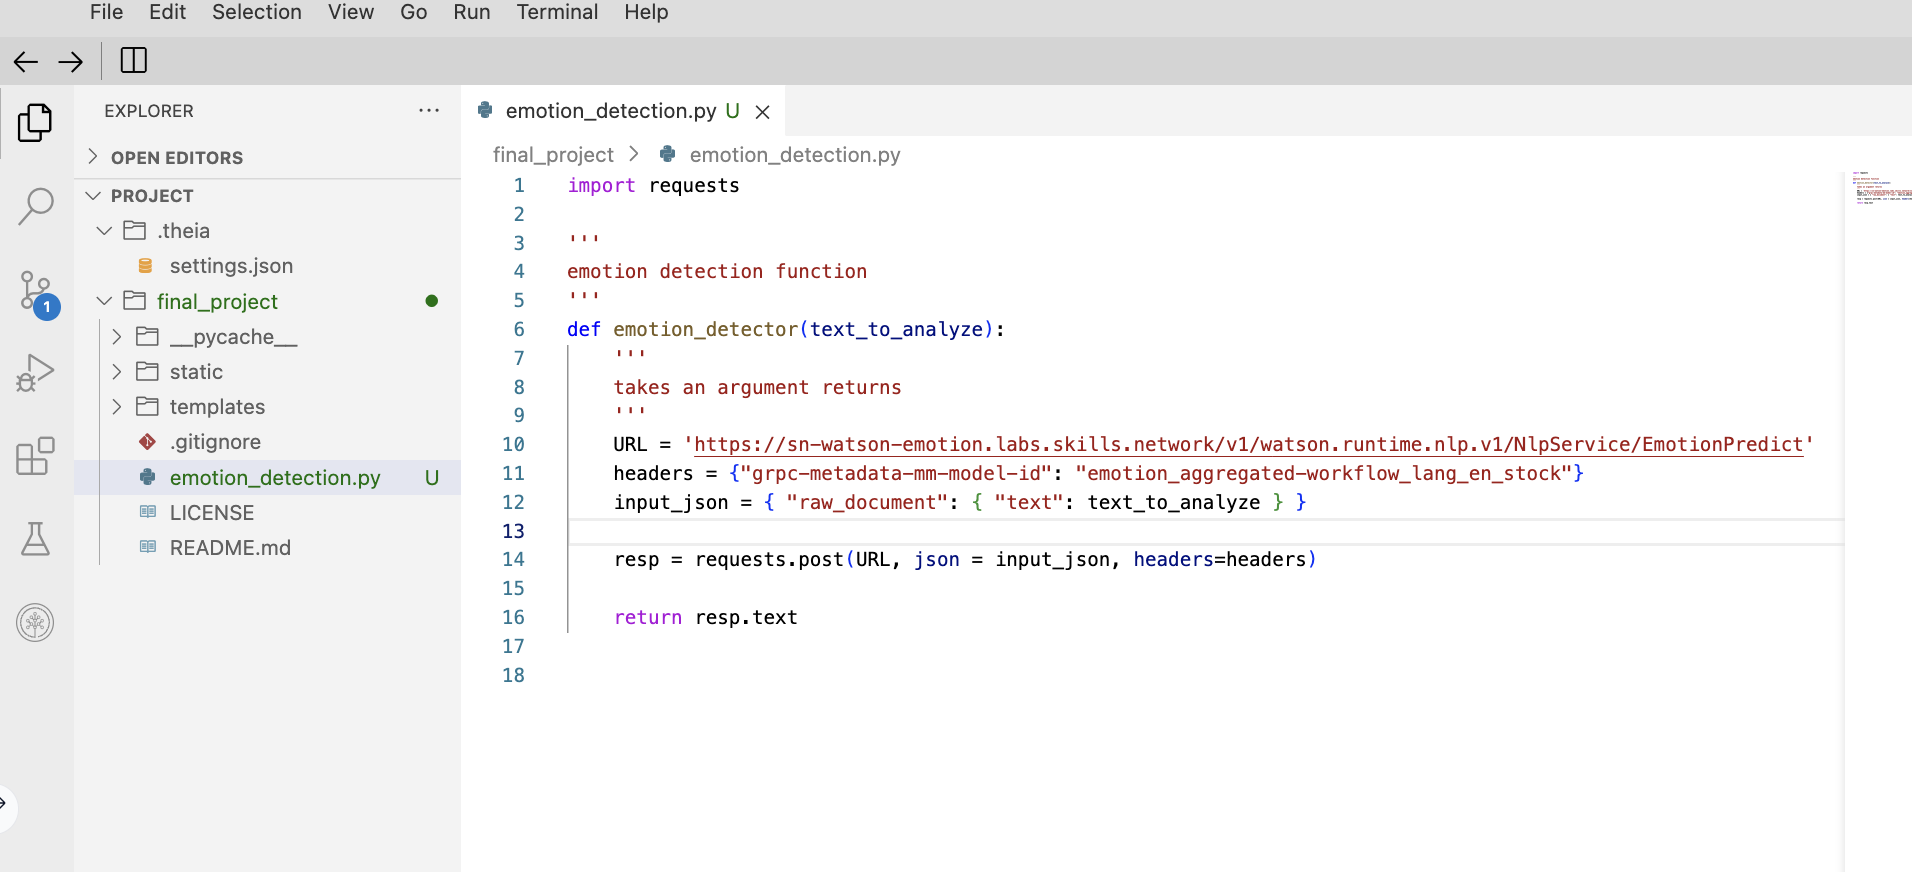 File Edit Selection View Go Run Terminal Help
EXPLORER
OPEN EDITORS
PROJECT
.theia
settings.json
final_project
1
__pycache__
static
templates
.gitignore
emotion_detection.py U
LICENSE
README.md
emotion_detection.py U
final_project > emotion_detection.py
1 import requests
2
3 '''
4 emotion detection function
5 '''
6 def emotion_detector(text_to_analyze):
7     '''
8     takes an argument returns
9     '''
10     URL = 'https://sn-watson-emotion.labs.skills.network/v1/watson.runtime.nlp.v1/NlpService/EmotionPredict'
11     headers = {"grpc-metadata-mm-model-id": "emotion_aggregated-workflow_lang_en_stock"}
12     input_json = { "raw_document": { "text": text_to_analyze } }
13
14     resp = requests.post(URL, json = input_json, headers=headers)
15
16     return resp.text
17
18